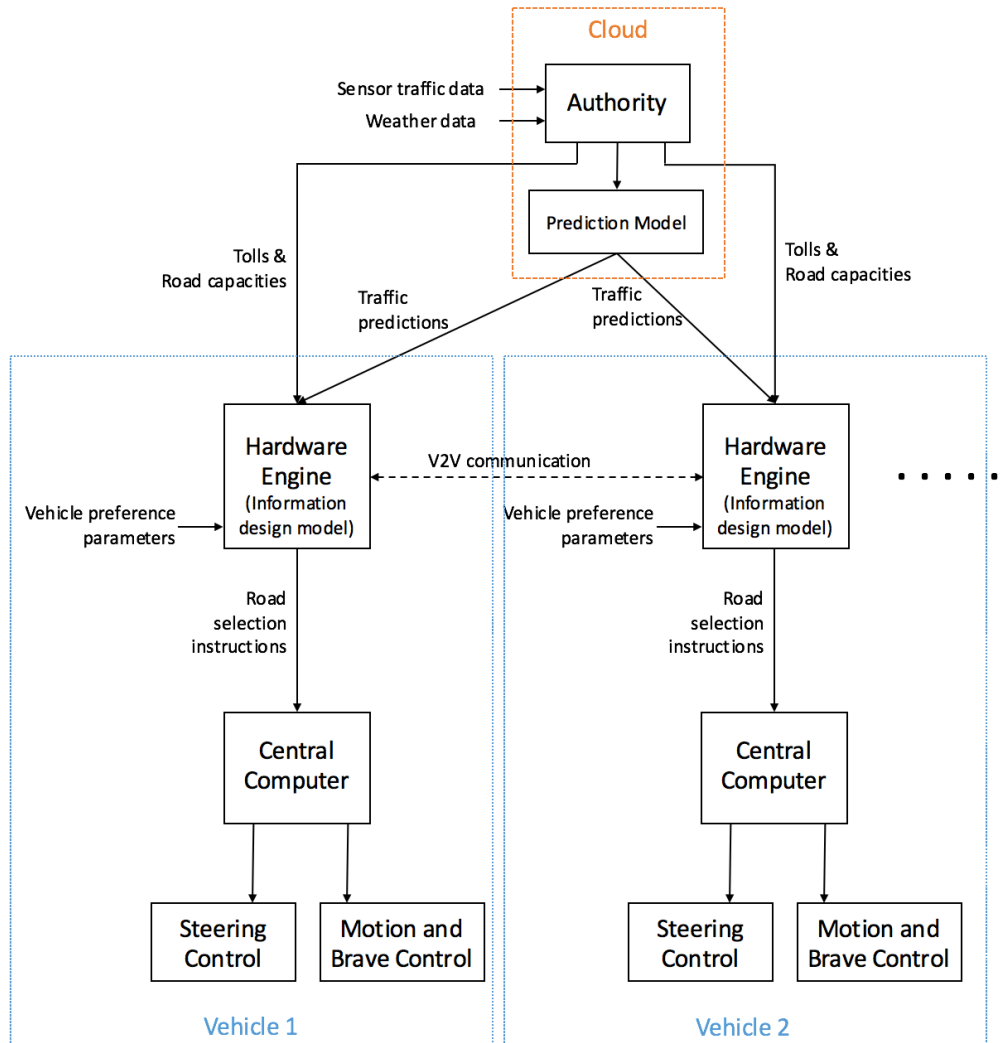 Cloud
Sensor traffic data
Weather data
Authority
Prediction Model
Tolls &
Road capacities
Tolls &
Road capacities
Traffic
predictions
Traffic
predictions
Hardware
Engine
(Information
design model)
V2V communication
Hardware
Engine
(Information
design model)
Vehicle preference
parameters
Vehicle preference
parameters
Road
selection
instructions
Road
selection
instructions
Central
Computer
Central
Computer
Steering
Control
Motion and
Brave Control
Steering
Control
Motion and
Brave Control
Vehicle 1
Vehicle 2